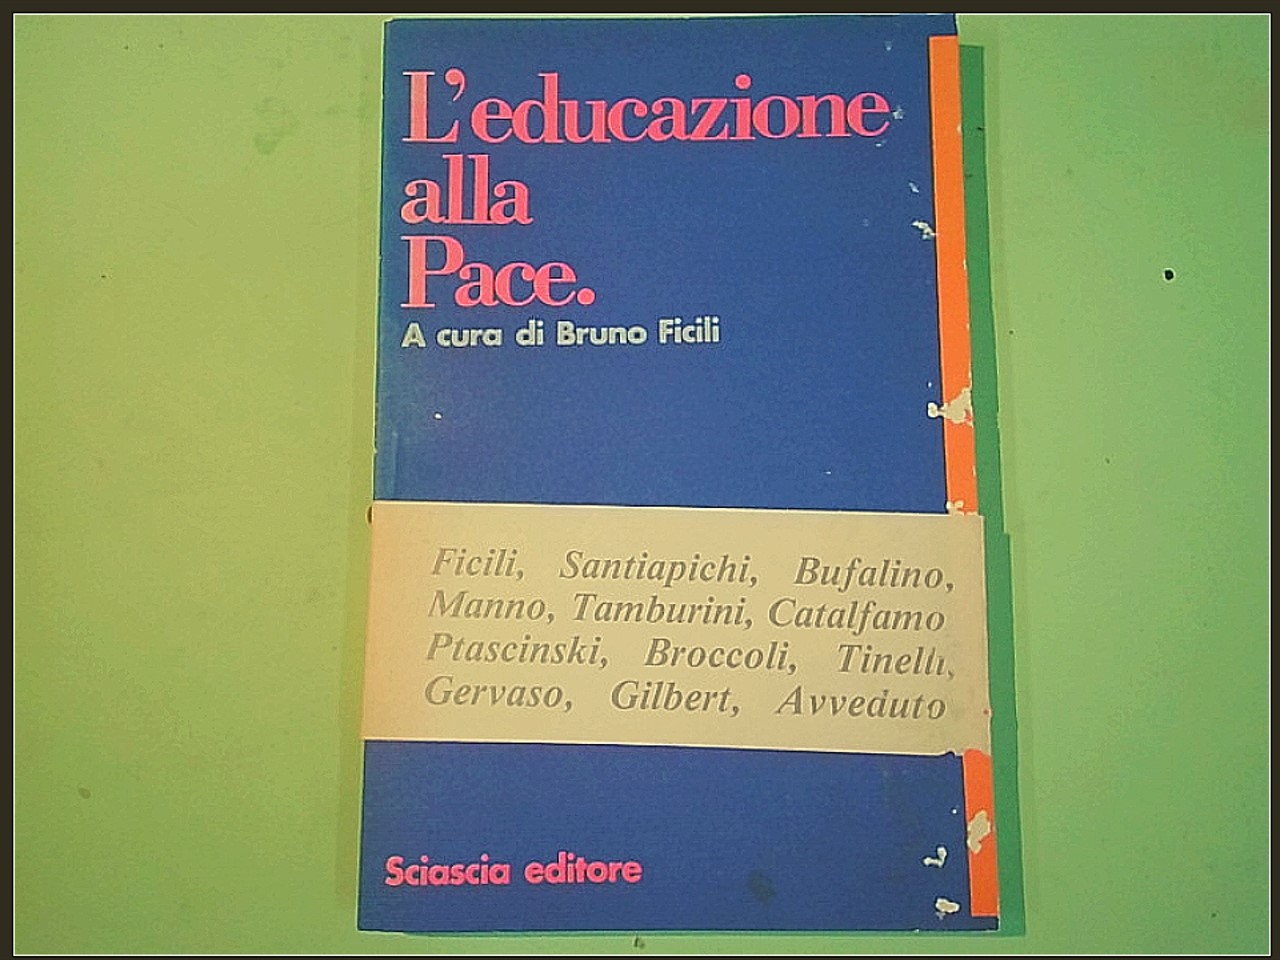 L'educazione
alla
Pace.
A cura di Bruno Ficili
Ficili, Santiapichi, Bufalino,
Manno, Tamburini, Catalfamo
Ptascinski, Broccoli, Tinelli,
Gervaso, Gilbert, Avveduto
Sciascia editore